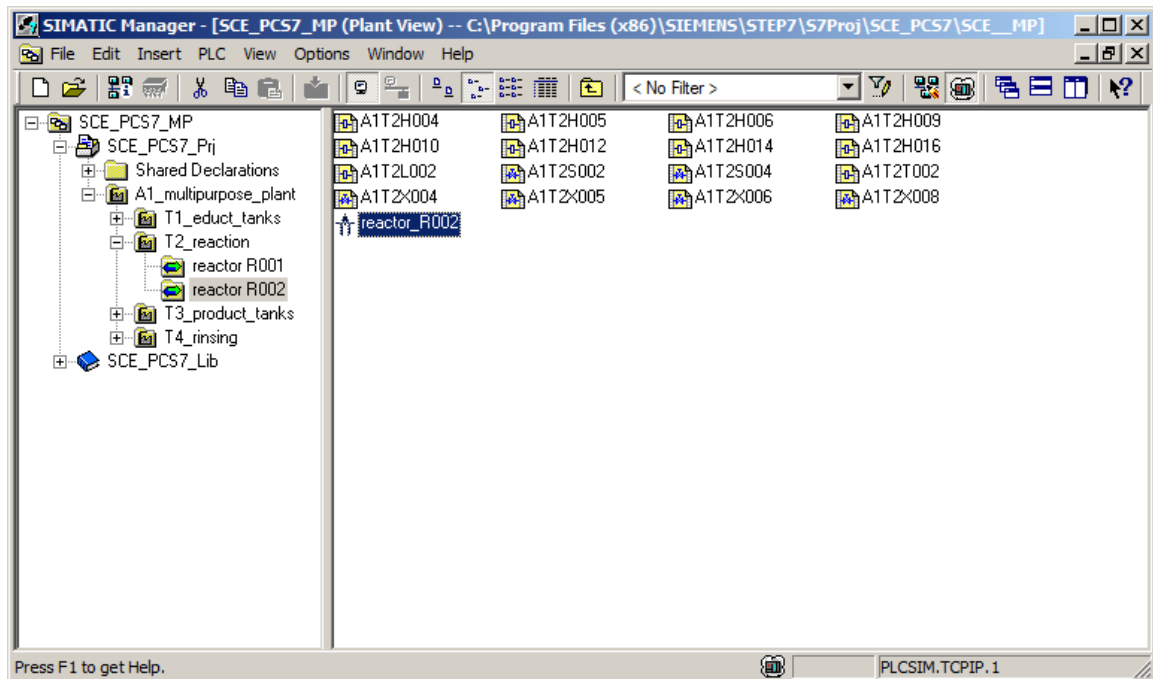 SIMATIC Manager - [SCE_PCS7_MP (Plant View) -- C:\Program Files (x86)\SIEMENS\STEP7\S7Proj\SCE_PCS7\SCE__MP]
File Edit Insert PLC View Options Window Help
< No Filter >
SCE_PCS7_MP
SCE_PCS7_Prj
Shared Declarations
A1_multipurpose_plant
T1_educt_tanks
T2_reaction
reactor R001
reactor R002
T3_product_tanks
T4_rinsing
SCE_PCS7_Lib
A1T2H004 A1T2H005 A1T2H006 A1T2H009
A1T2H010 A1T2H012 A1T2H014 A1T2H016
A1T2L002 A1T2S002 A1T2S004 A1T2T002
A1T2X004 A1T2X005 A1T2X006 A1T2X008
reactor_R002
Press F1 to get Help.
PLCSIM.TCPIP.1